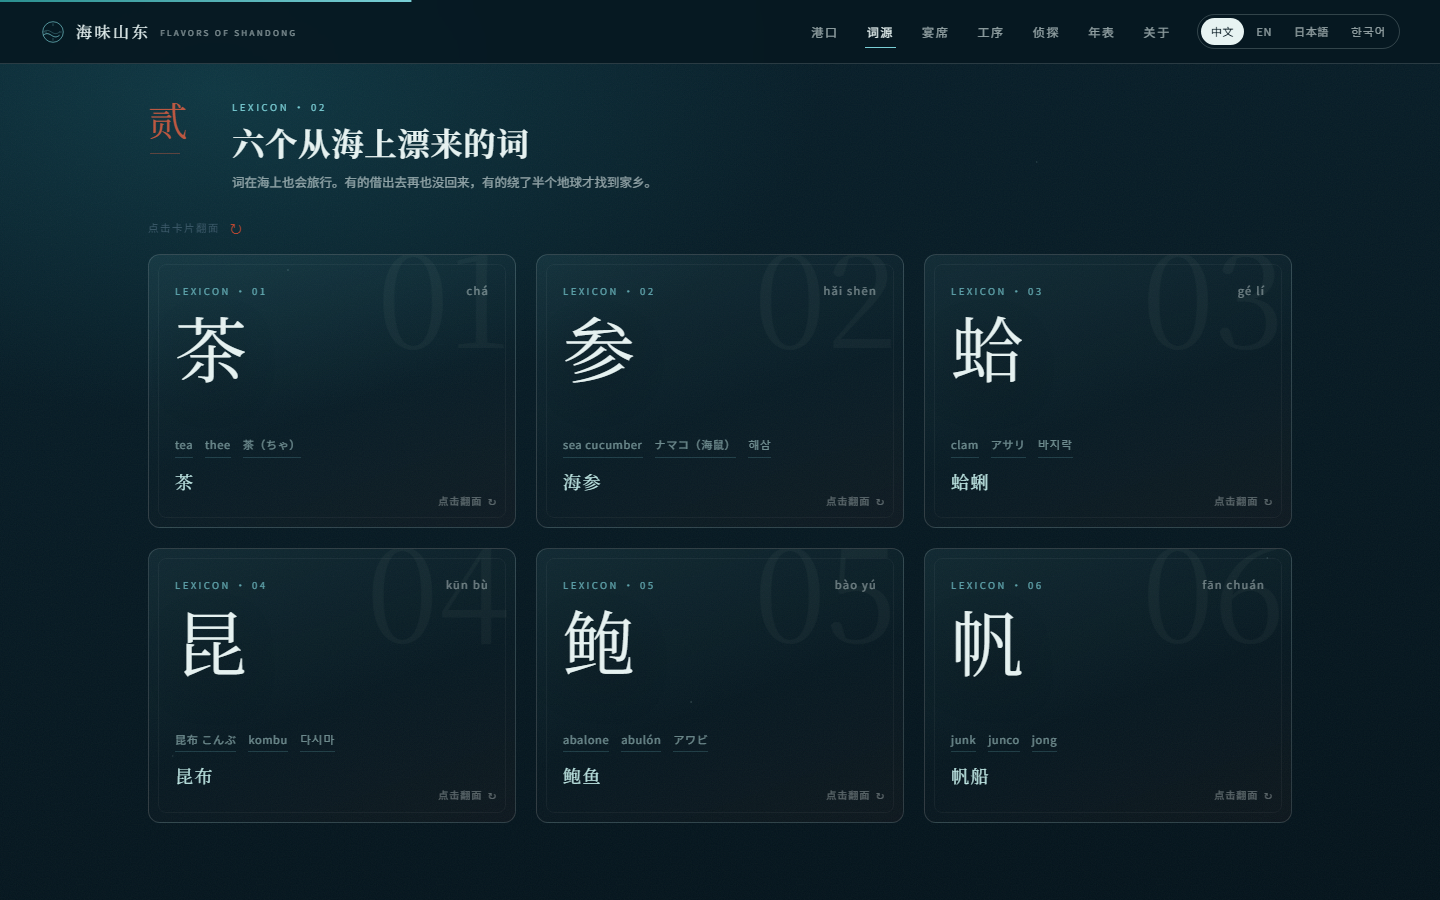 海味山东 FLAVORS OF SHANDONG
港口 词源 宴席 工序 侦探 年表 关于 中文 EN 日本語 한국어
贰
LEXICON • 02
六个从海上漂来的词
词在海上也会旅行。有的借出去再也没回来，有的绕了半个地球才找到家乡。
点击卡片翻面 ↻
01
LEXICON • 01 chá
茶
tea thee 茶（ちゃ）
茶
点击翻面 ↻
02
LEXICON • 02 hǎi shēn
参
sea cucumber ナマコ（海鼠） 해삼
海参
点击翻面 ↻
03
LEXICON • 03 gé lí
蛤
clam アサリ 바지락
蛤蜊
点击翻面 ↻
04
LEXICON • 04 kūn bù
昆
昆布 こんぶ kombu 다시마
昆布
点击翻面 ↻
05
LEXICON • 05 bào yú
鲍
abalone abulón アワビ
鲍鱼
点击翻面 ↻
06
LEXICON • 06 fān chuán
帆
junk junco jong
帆船
点击翻面 ↻